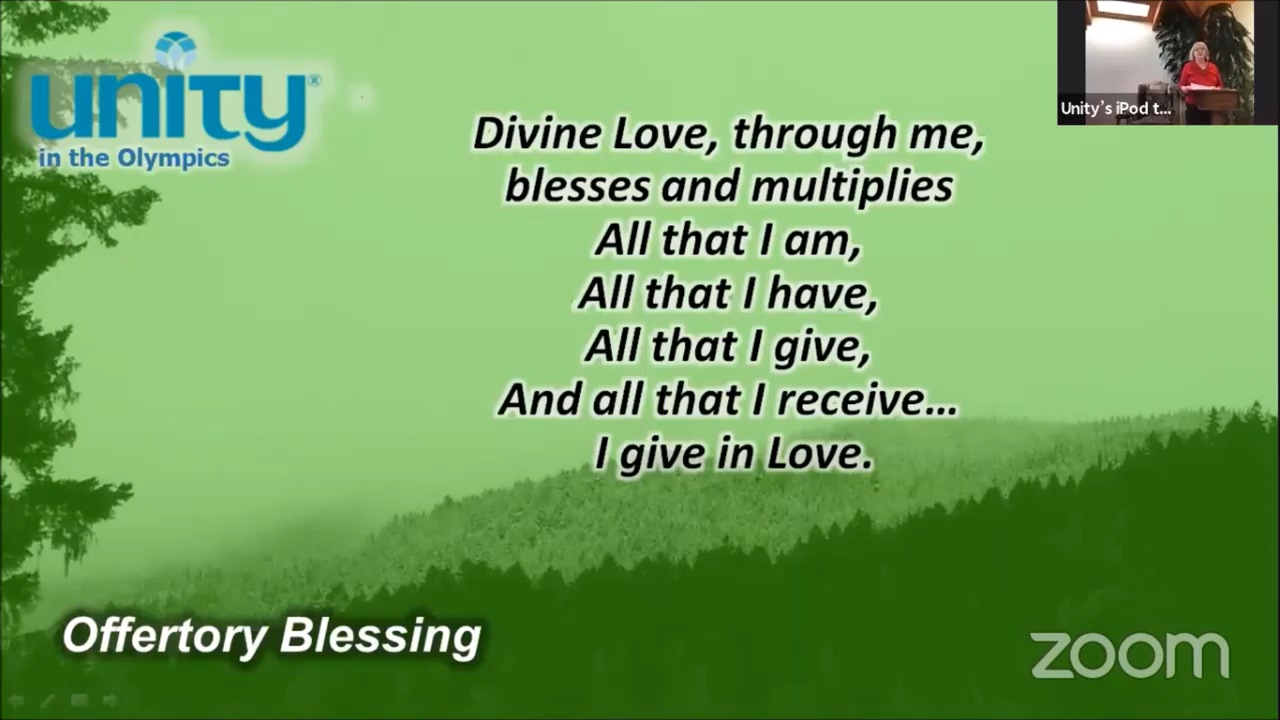 unity®
in the Olympics
Unity's iPod t...
Divine Love, through me,
blesses and multiplies
All that I am,
All that I have,
All that I give,
And all that I receive...
I give in Love.
Offertory Blessing
zoom